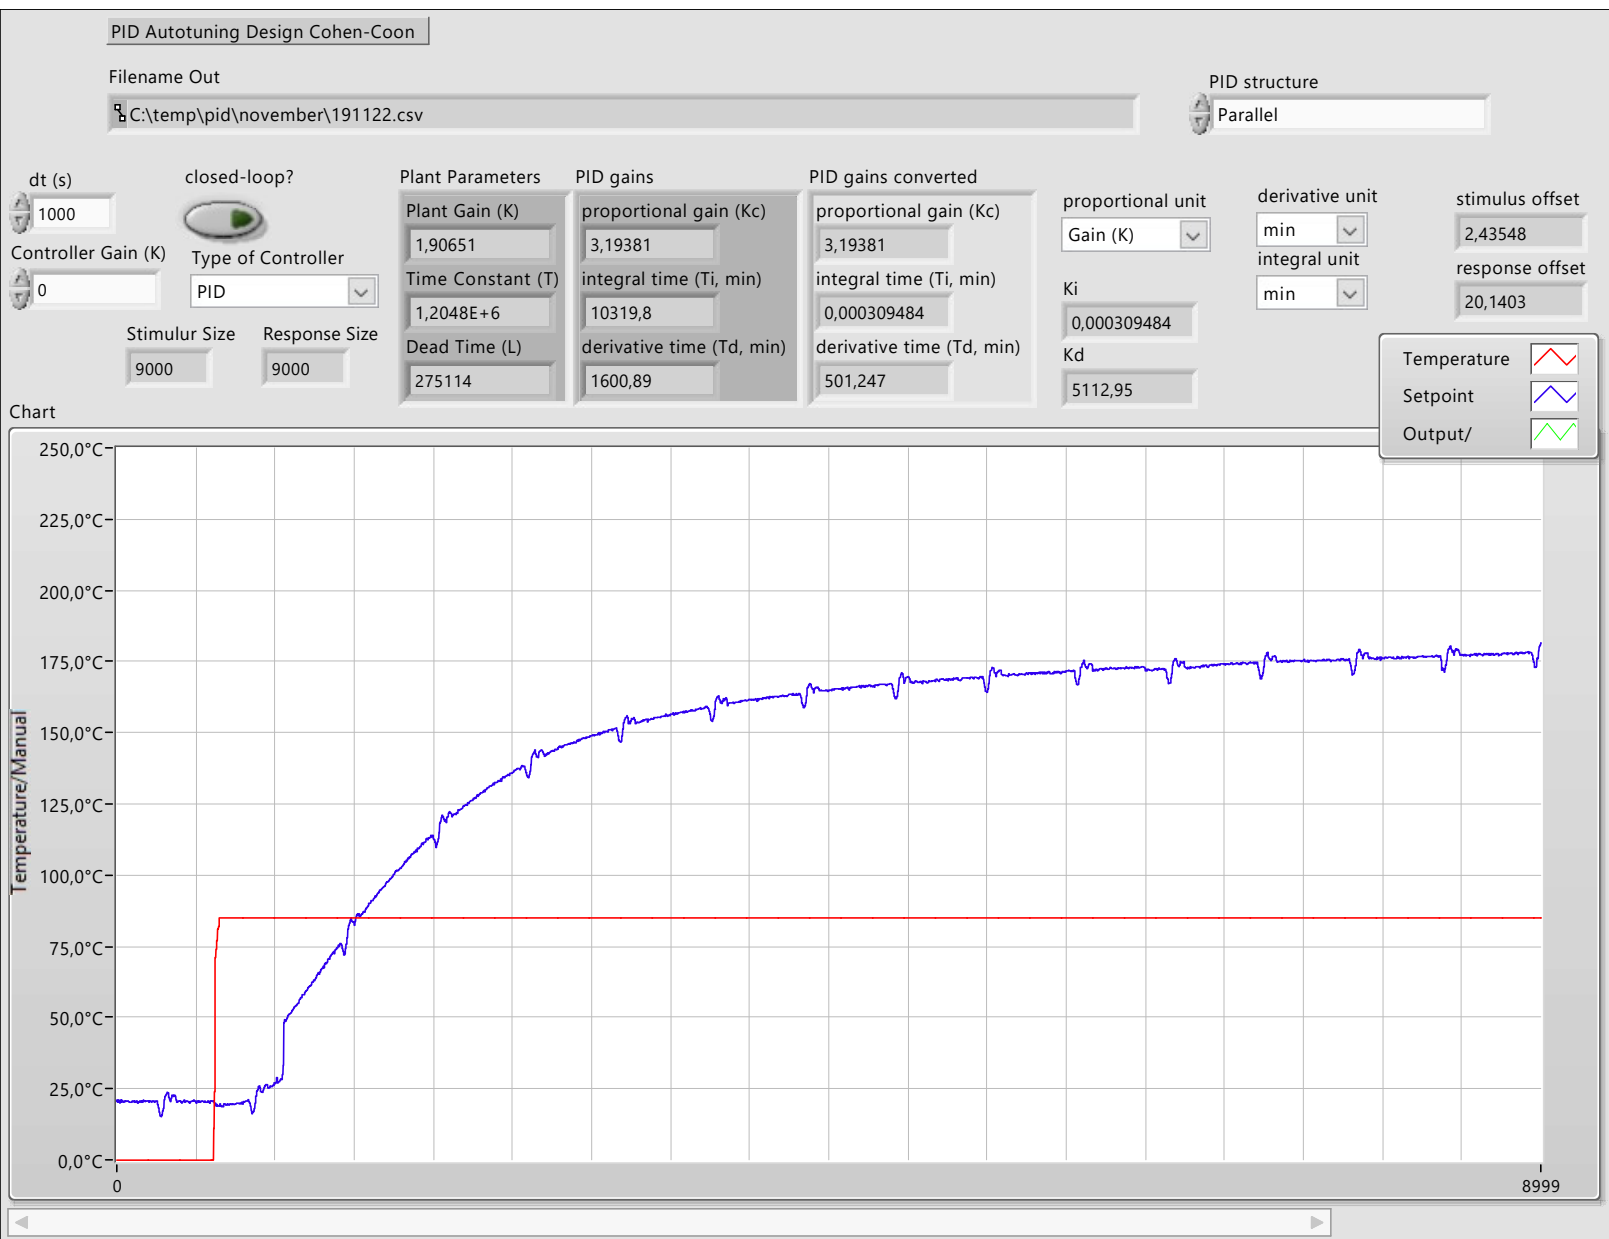 PID Autotuning Design Cohen-Coon
Filename Out
C:\temp\pid\november\191122.csv
PID structure
Parallel
dt (s)
1000
closed-loop?
Controller Gain (K)
0
Type of Controller
PID
Stimulur Size
9000
Response Size
9000
Plant Parameters
Plant Gain (K)
1,90651
Time Constant (T)
1,2048E+6
Dead Time (L)
275114
PID gains
proportional gain (Kc)
3,19381
integral time (Ti, min)
10319,8
derivative time (Td, min)
1600,89
PID gains converted
proportional gain (Kc)
3,19381
integral time (Ti, min)
0,000309484
derivative time (Td, min)
501,247
proportional unit
Gain (K)
Ki
0,000309484
Kd
5112,95
derivative unit
min
integral unit
min
stimulus offset
2,43548
response offset
20,1403
Temperature
Setpoint
Output/
Chart
Temperature/Manual
250,0°C
225,0°C
200,0°C
175,0°C
150,0°C
125,0°C
100,0°C
75,0°C
50,0°C
25,0°C
0,0°C
0
8999